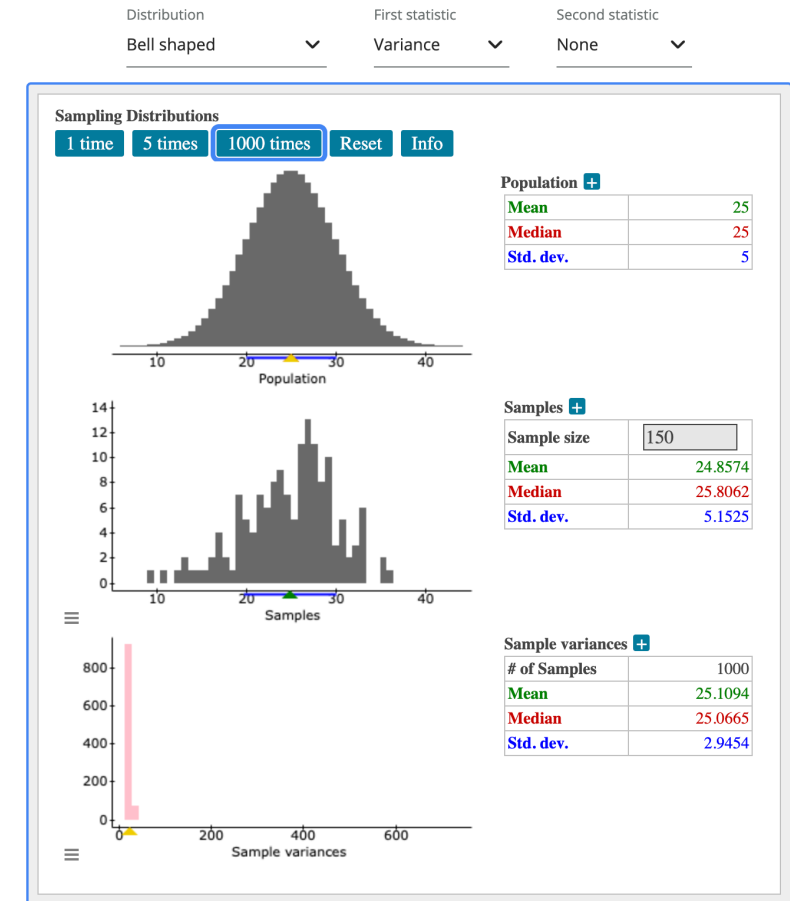 Distribution First statistic Second statistic
Bell shaped Variance None
Sampling Distributions
1 time 5 times 1000 times Reset Info
Population +
Mean 25
Median 25
Std. dev. 5
10 20 30 40
Population
Samples +
Sample size 150
Mean 24.8574
Median 25.8062
Std. dev. 5.1525
14
12
10
8
6
4
2
0
10 20 30 40
Samples
Sample variances +
# of Samples 1000
Mean 25.1094
Median 25.0665
Std. dev. 2.9454
800
600
400
200
0
0 200 400 600
Sample variances